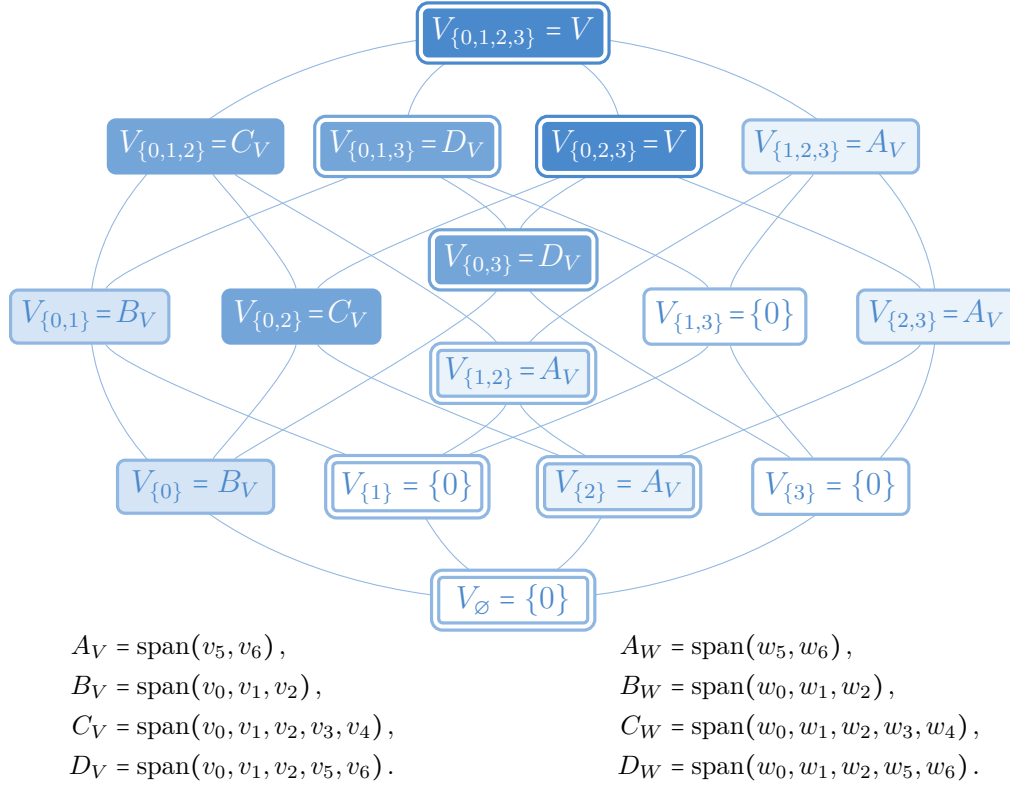 V_{0,1,2,3} = V
V_{0,1,2} = C_V V_{0,1,3} = D_V V_{0,2,3} = V V_{1,2,3} = A_V
V_{0,3} = D_V
V_{0,1} = B_V V_{0,2} = C_V V_{1,3} = {0} V_{2,3} = A_V
V_{1,2} = A_V
V_{0} = B_V V_{1} = {0} V_{2} = A_V V_{3} = {0}
V_∅ = {0}
A_V = span(v_5, v_6), A_W = span(w_5, w_6),
B_V = span(v_0, v_1, v_2), B_W = span(w_0, w_1, w_2),
C_V = span(v_0, v_1, v_2, v_3, v_4), C_W = span(w_0, w_1, w_2, w_3, w_4),
D_V = span(v_0, v_1, v_2, v_5, v_6). D_W = span(w_0, w_1, w_2, w_5, w_6).